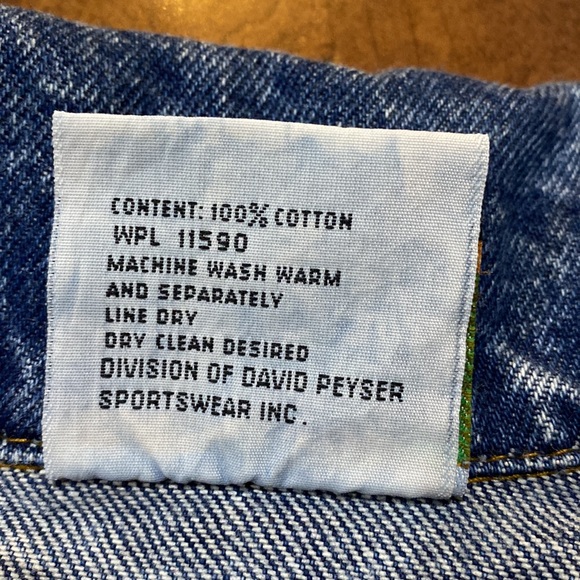 CONTENT: 100% COTTON
WPL 11590
MACHINE WASH WARM
AND SEPARATELY
LINE DRY
DRY CLEAN DESIRED
DIVISION OF DAVID PEYSER
SPORTSWEAR INC.